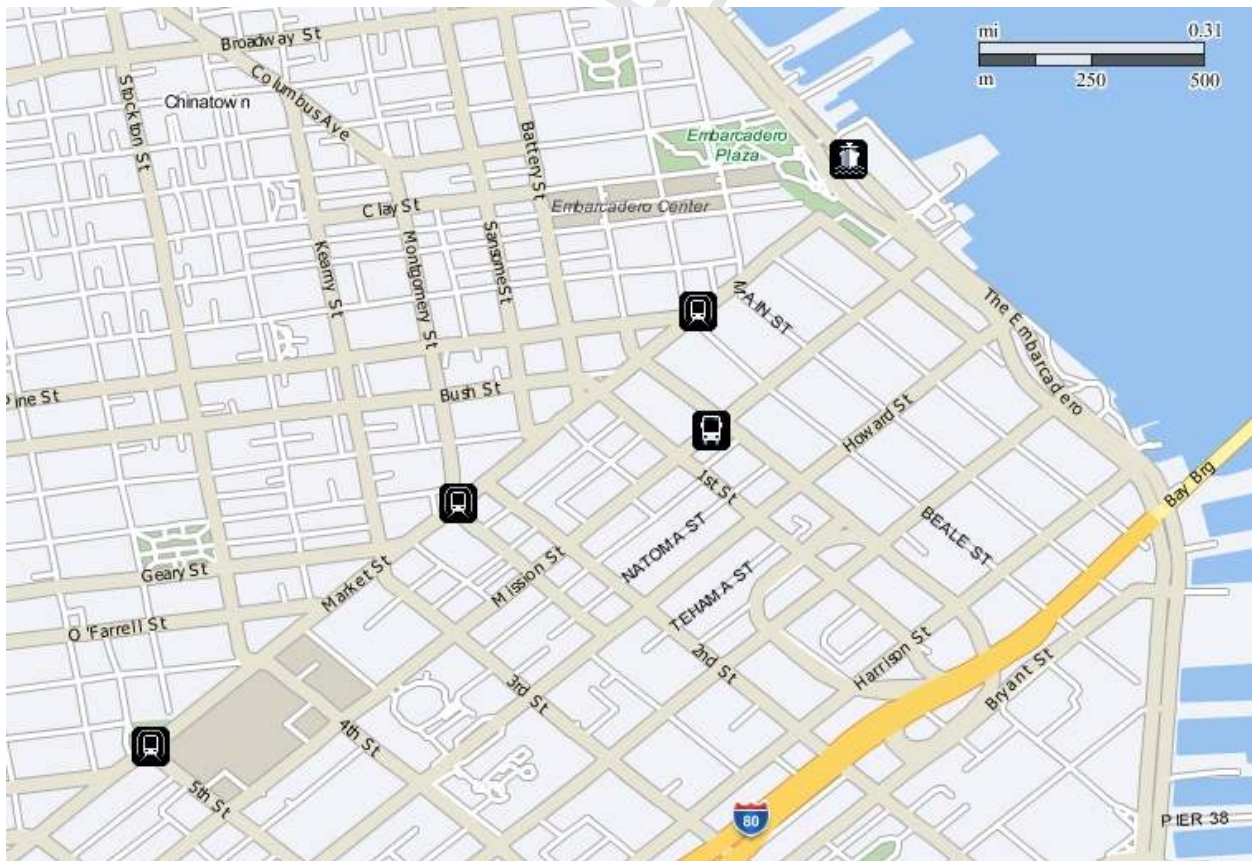 mi 0.31
m 250 500
Broadway St
Columbus Ave
Stockton St
Chinatown
Battery St
Embarcadero
Plaza
Clay St
Embarcadero Center
Kearny St
Montgomery St
Sansome St
MAIN ST
The Embarcadero
Pine St
Bush St
Howard St
1st St
Bay Brg
NATOMA ST
BEALE ST
Mission St
Geary St
Market St
TEHAMA ST
O'Farrell St
2nd St
Harrison St
Bryant St
3rd St
4th St
5th St
80
PIER 38